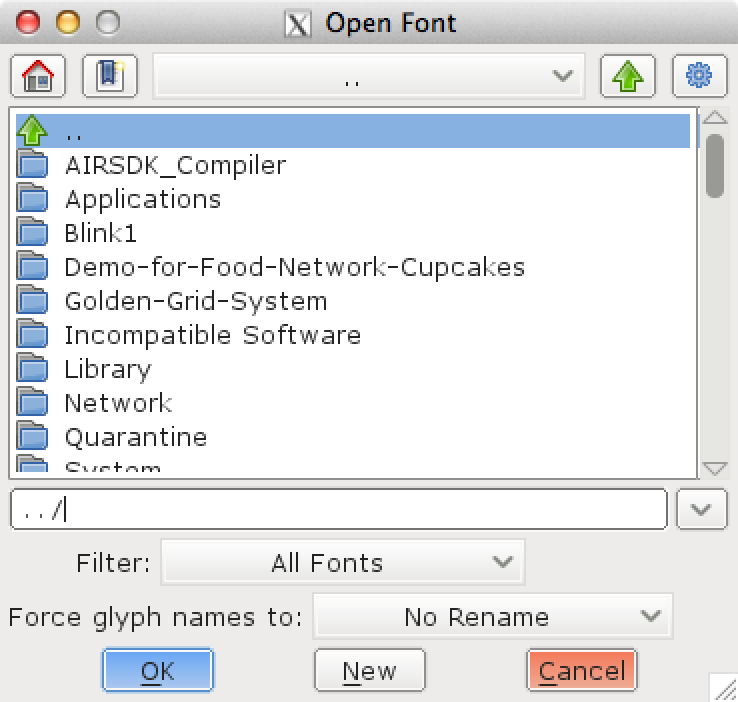 Open Font
..
..
AIRSDK_Compiler
Applications
Blink1
Demo-for-Food-Network-Cupcakes
Golden-Grid-System
Incompatible Software
Library
Network
Quarantine
System
../
Filter: All Fonts
Force glyph names to: No Rename
OK New Cancel